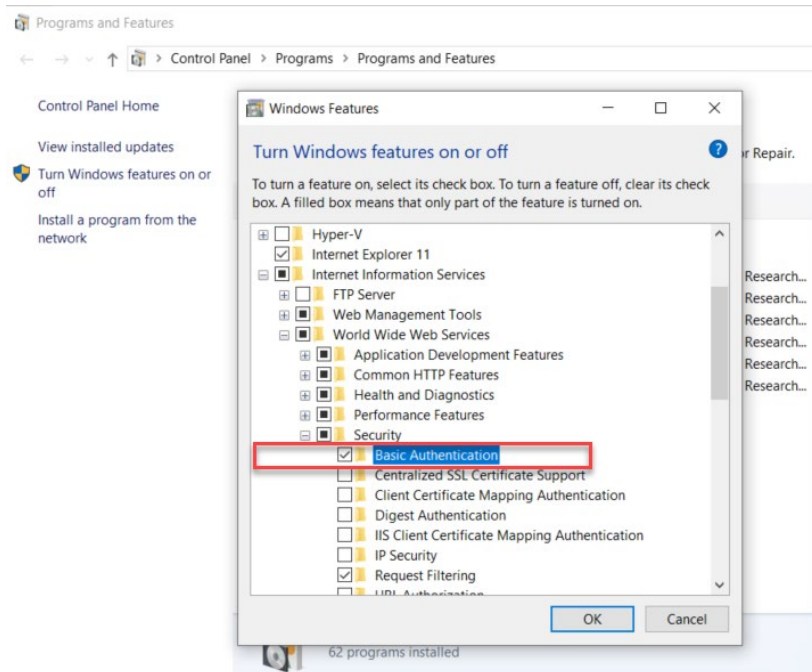 Programs and Features
Control Panel > Programs > Programs and Features
Control Panel Home
View installed updates
Turn Windows features on or
off
Install a program from the
network
Windows Features
Turn Windows features on or off
?
To turn a feature on, select its check box. To turn a feature off, clear its check
box. A filled box means that only part of the feature is turned on.
Hyper-V
Internet Explorer 11
Internet Information Services
FTP Server
Web Management Tools
World Wide Web Services
Application Development Features
Common HTTP Features
Health and Diagnostics
Performance Features
Security
Basic Authentication
Centralized SSL Certificate Support
Client Certificate Mapping Authentication
Digest Authentication
IIS Client Certificate Mapping Authentication
IP Security
Request Filtering
URL Authorization
OK
Cancel
or Repair.
Research...
Research...
Research...
Research...
Research...
Research...
62 programs installed